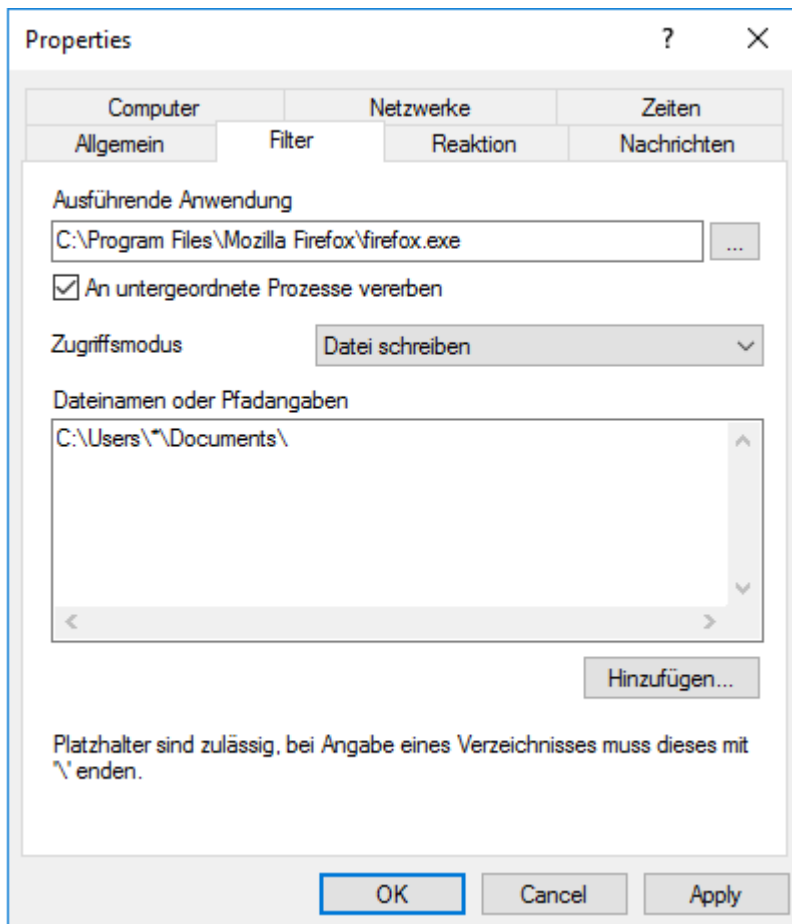 Properties
? ×
Computer Netzwerke Zeiten
Allgemein Filter Reaktion Nachrichten
Ausführende Anwendung
C:\Program Files\Mozilla Firefox\firefox.exe
...
An untergeordnete Prozesse vererben
Zugriffsmodus Datei schreiben
Dateinamen oder Pfadangaben
C:\Users\*\Documents\
Hinzufügen...
Platzhalter sind zulässig, bei Angabe eines Verzeichnisses muss dieses mit
'\' enden.
OK Cancel Apply